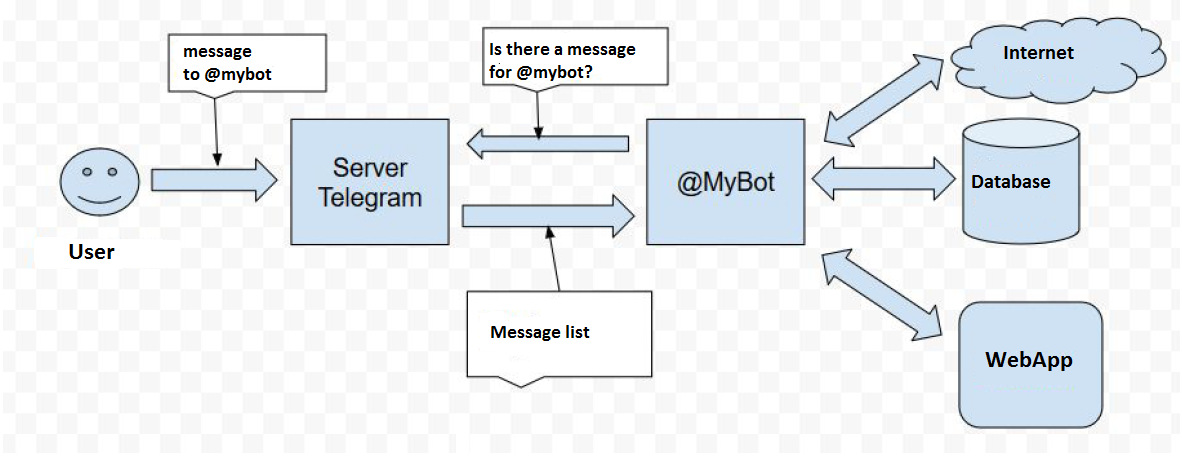 message
to @mybot
Is there a message
for @mybot?
Internet
Server
Telegram
@MyBot
Database
User
Message list
WebApp